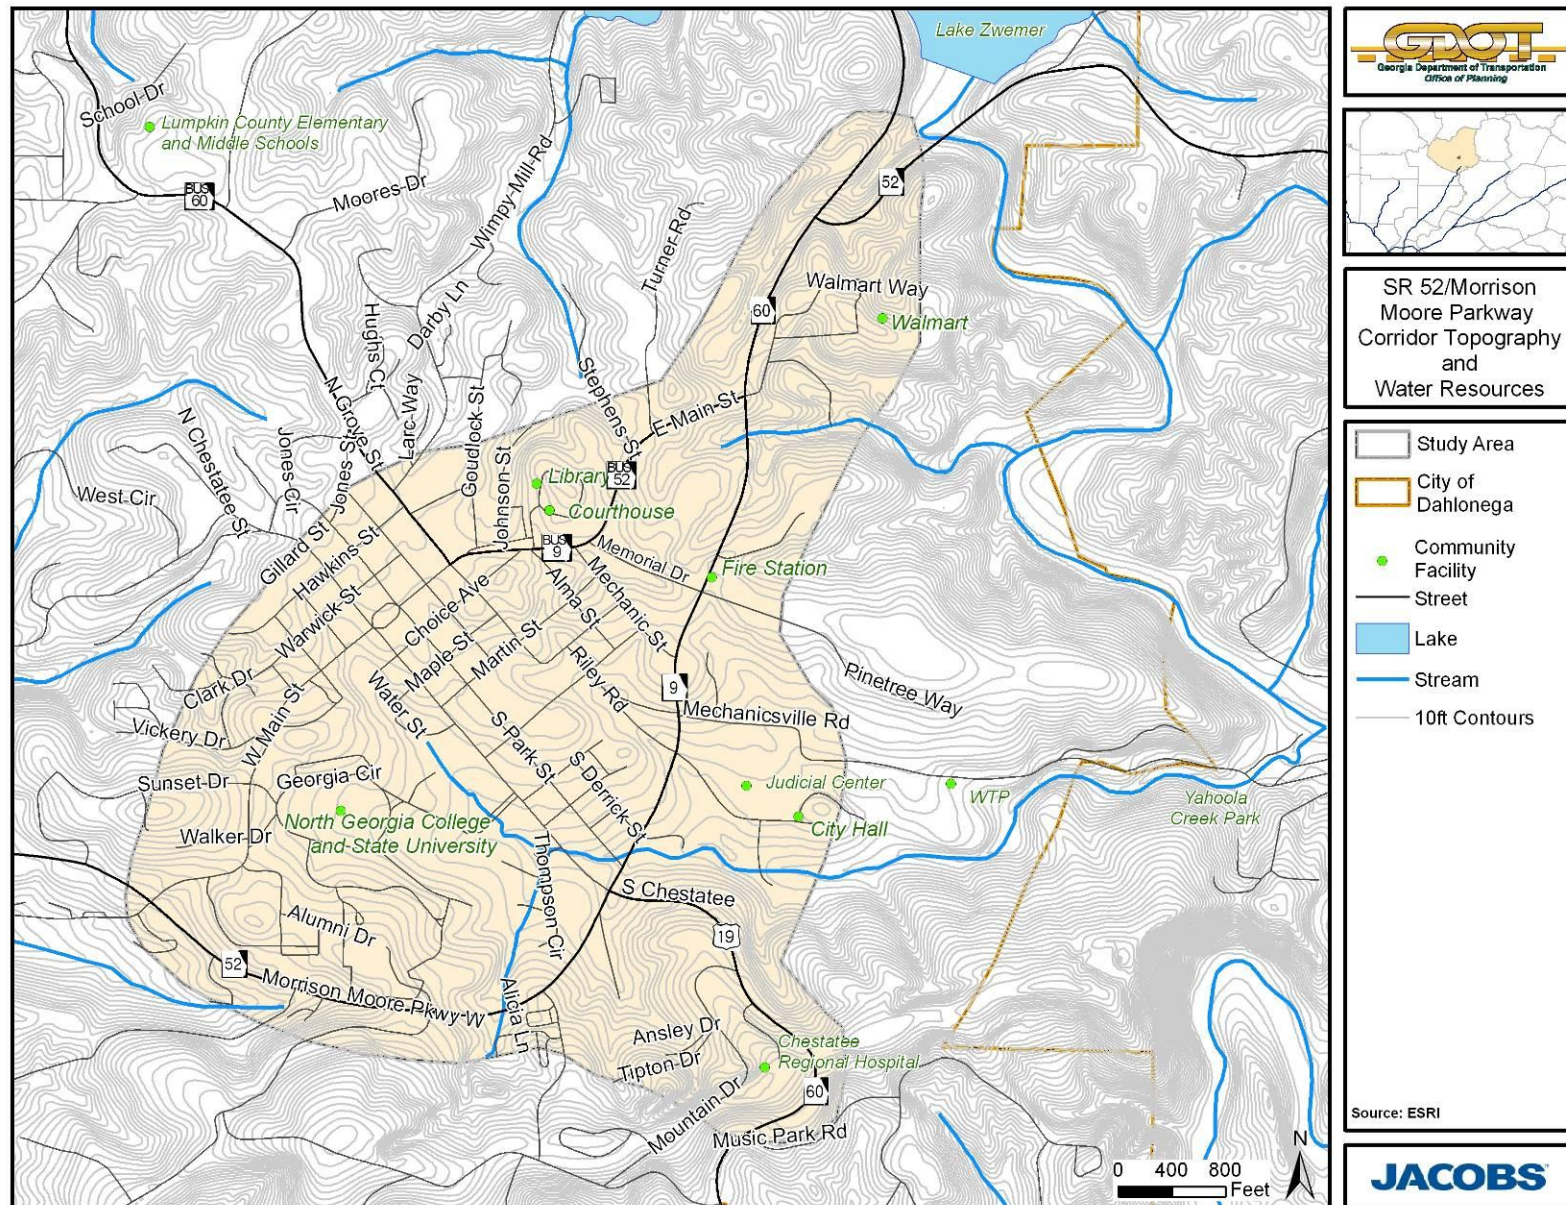 Lake Zwemer
School Dr
Lumpkin County Elementary
and Middle Schools
BUS
60
Moores Dr
Wimpy Mill Rd
52
Turner Rd
Walmart Way
60
Walmart
Hughs Ct
Darby Ln
Larc Way
N Grove St
Stephens St
E Main St
N Chestatee St
Jones Cir
Jones St
Goudlock St
Johnson St
Library
BUS
52
West Cir
Courthouse
Gillard St
Hawkins St
BUS
9
Memorial Dr
Fire Station
Warwick St
Choice Ave
Alma St
Mechanic St
Maple St
Martin St
Clark Dr
Water St
Riley Rd
9
Pinetree Way
Mechanicsville Rd
Vickery Dr
W Main St
S Park St
Sunset Dr
Georgia Cir
S Derrick St
Judicial Center
WTP
Yahoola
Creek Park
City Hall
North Georgia College
and State University
Walker Dr
Thompson Cir
S Chestatee
Alumni Dr
19
52
Morrison Moore Pkwy W
Alicia Ln
Ansley Dr
Chestatee
Regional Hospital
Tipton Dr
60
Mountain Dr
Music Park Rd
N
0 400 800
Feet
GDOT
Georgia Department of Transportation
Office of Planning
SR 52/Morrison
Moore Parkway
Corridor Topography
and
Water Resources
Study Area
City of
Dahlonega
Community
Facility
Street
Lake
Stream
10ft Contours
Source: ESRI
JACOBS